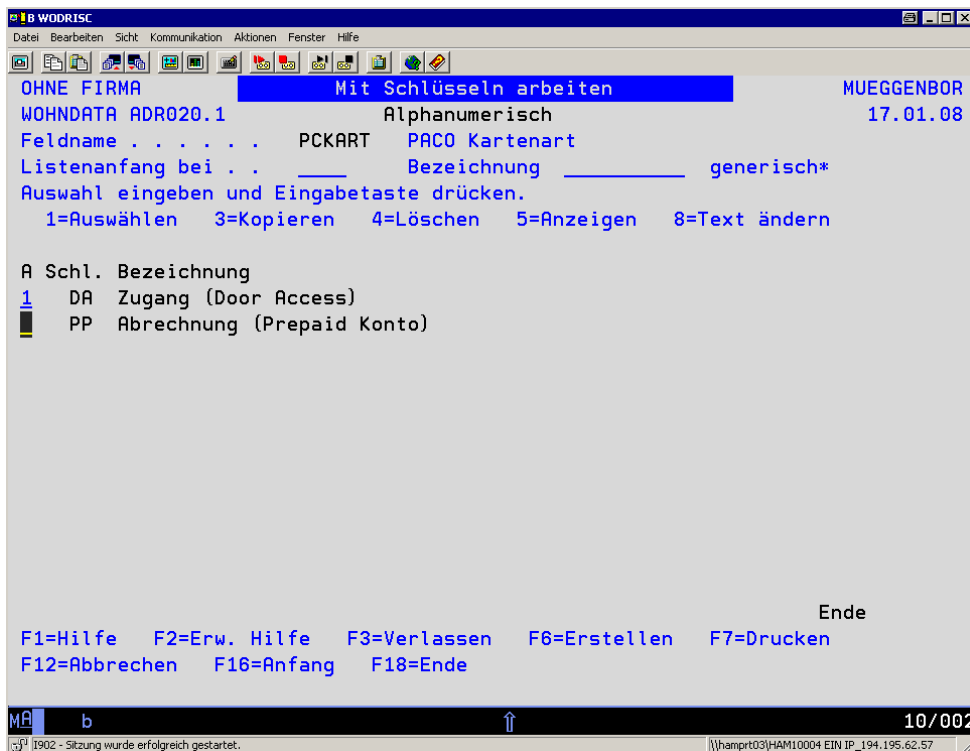 B WODRISC
Datei Bearbeiten Sicht Kommunikation Aktionen Fenster Hilfe
OHNE FIRMA Mit Schlüsseln arbeiten MUEGGENBOR
WOHNDATA ADR020.1 Alphanumerisch 17.01.08
Feldname . . . . . . PCKART PACO Kartenart
Listenanfang bei . . ____ Bezeichnung __________ generisch*
Auswahl eingeben und Eingabetaste drücken.
1=Auswählen 3=Kopieren 4=Löschen 5=Anzeigen 8=Text ändern
A Schl. Bezeichnung
1 DA Zugang (Door Access)
_ PP Abrechnung (Prepaid Konto)
Ende
F1=Hilfe F2=Erw. Hilfe F3=Verlassen F6=Erstellen F7=Drucken
F12=Abbrechen F16=Anfang F18=Ende
MA b 10/002
I902 - Sitzung wurde erfolgreich gestartet. \\hamprt03\HAM10004 EIN IP_194.195.62.57